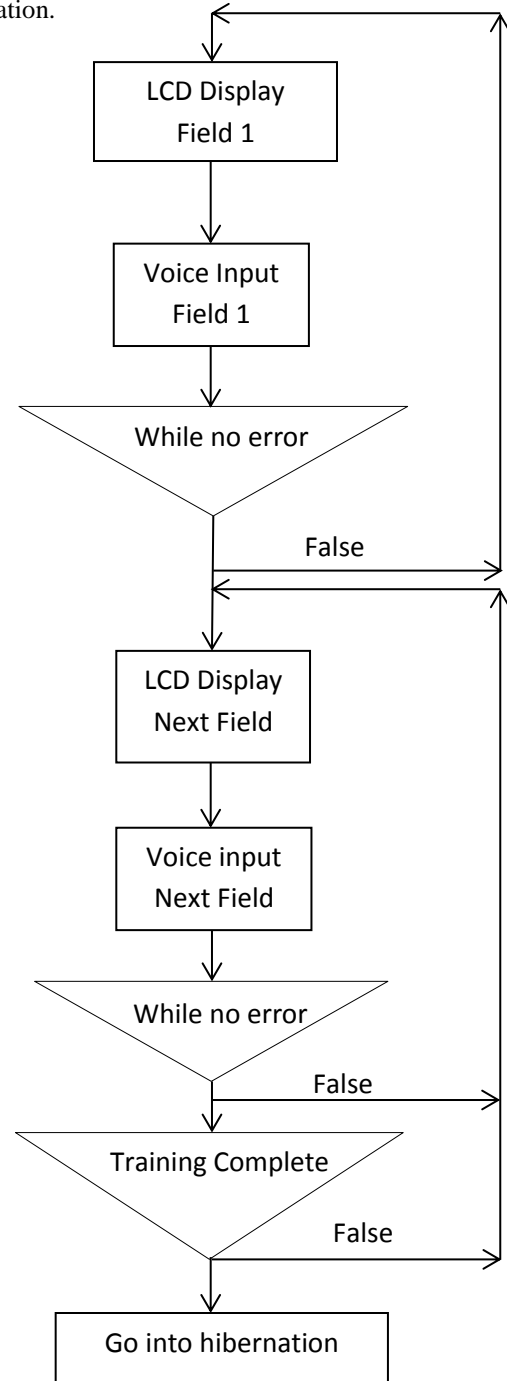 ation.
LCD Display
Field 1
Voice Input
Field 1
While no error
False
LCD Display
Next Field
Voice input
Next Field
While no error
False
Training Complete
False
Go into hibernation